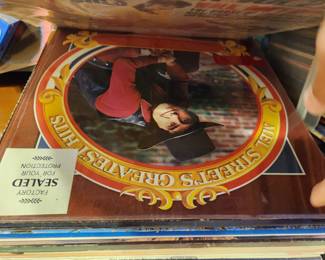 MEL STREET'S GREATEST HITS
FACTORY
SEALED
FOR YOUR
PROTECTION